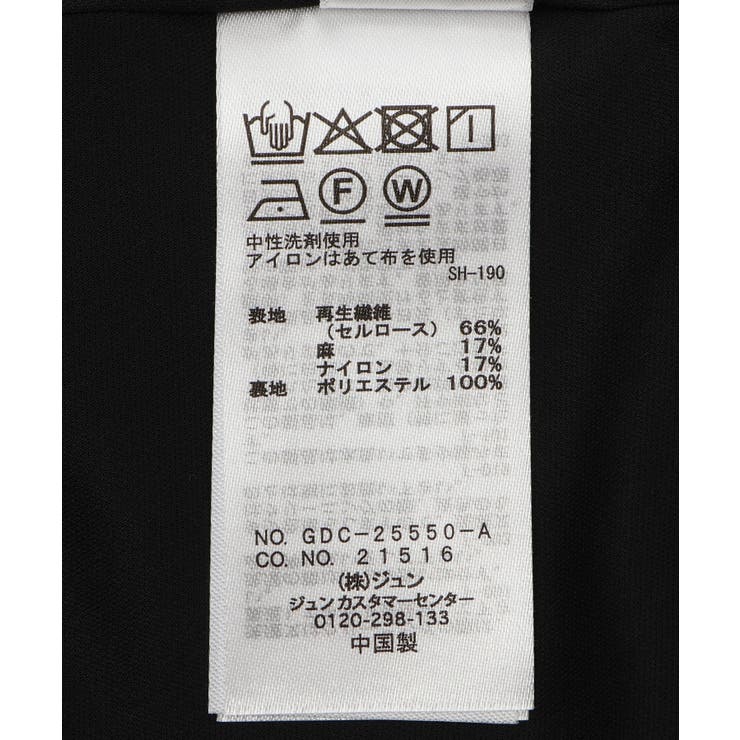 F W
中性洗剤使用
アイロンはあて布を使用
SH-190
表地 再生繊維
(セルロース) 66%
麻 17%
ナイロン 17%
裏地 ポリエステル 100%
NO. GDC-25550-A
CO. NO. 21516
(株)ジュン
ジュンカスタマーセンター
0120-298-133
中国製